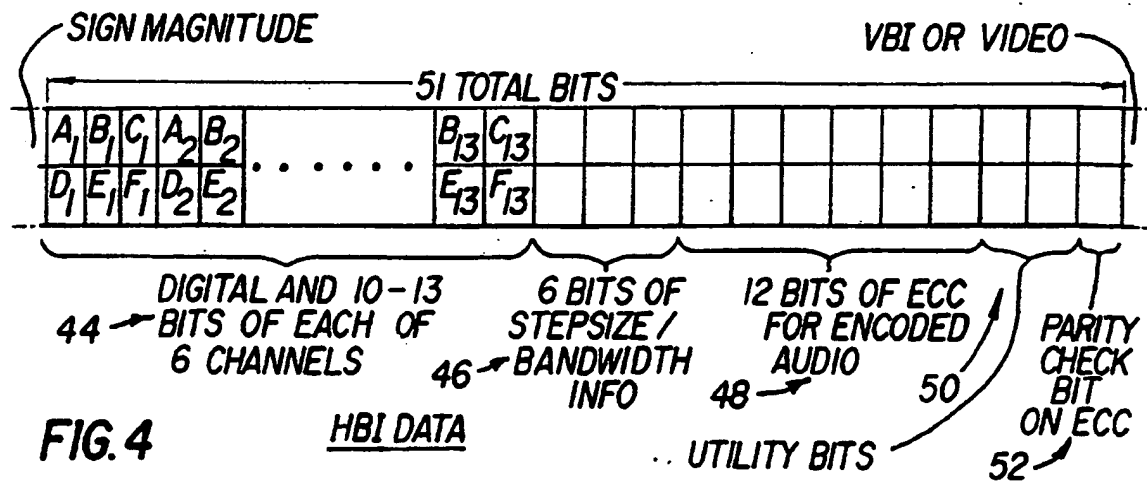 SIGN MAGNITUDE
VBI OR VIDEO
51 TOTAL BITS
A1 B1 C1 A2 B2 ...... B13 C13
D1 E1 F1 D2 E2 E13 F13
DIGITAL AND 10-13
44 BITS OF EACH OF
6 CHANNELS
6 BITS OF
STEPSIZE /
46 BANDWIDTH
INFO
12 BITS OF ECC
FOR ENCODED
AUDIO
48
50
UTILITY BITS
PARITY
CHECK
BIT
ON ECC
52
FIG. 4
HBI DATA